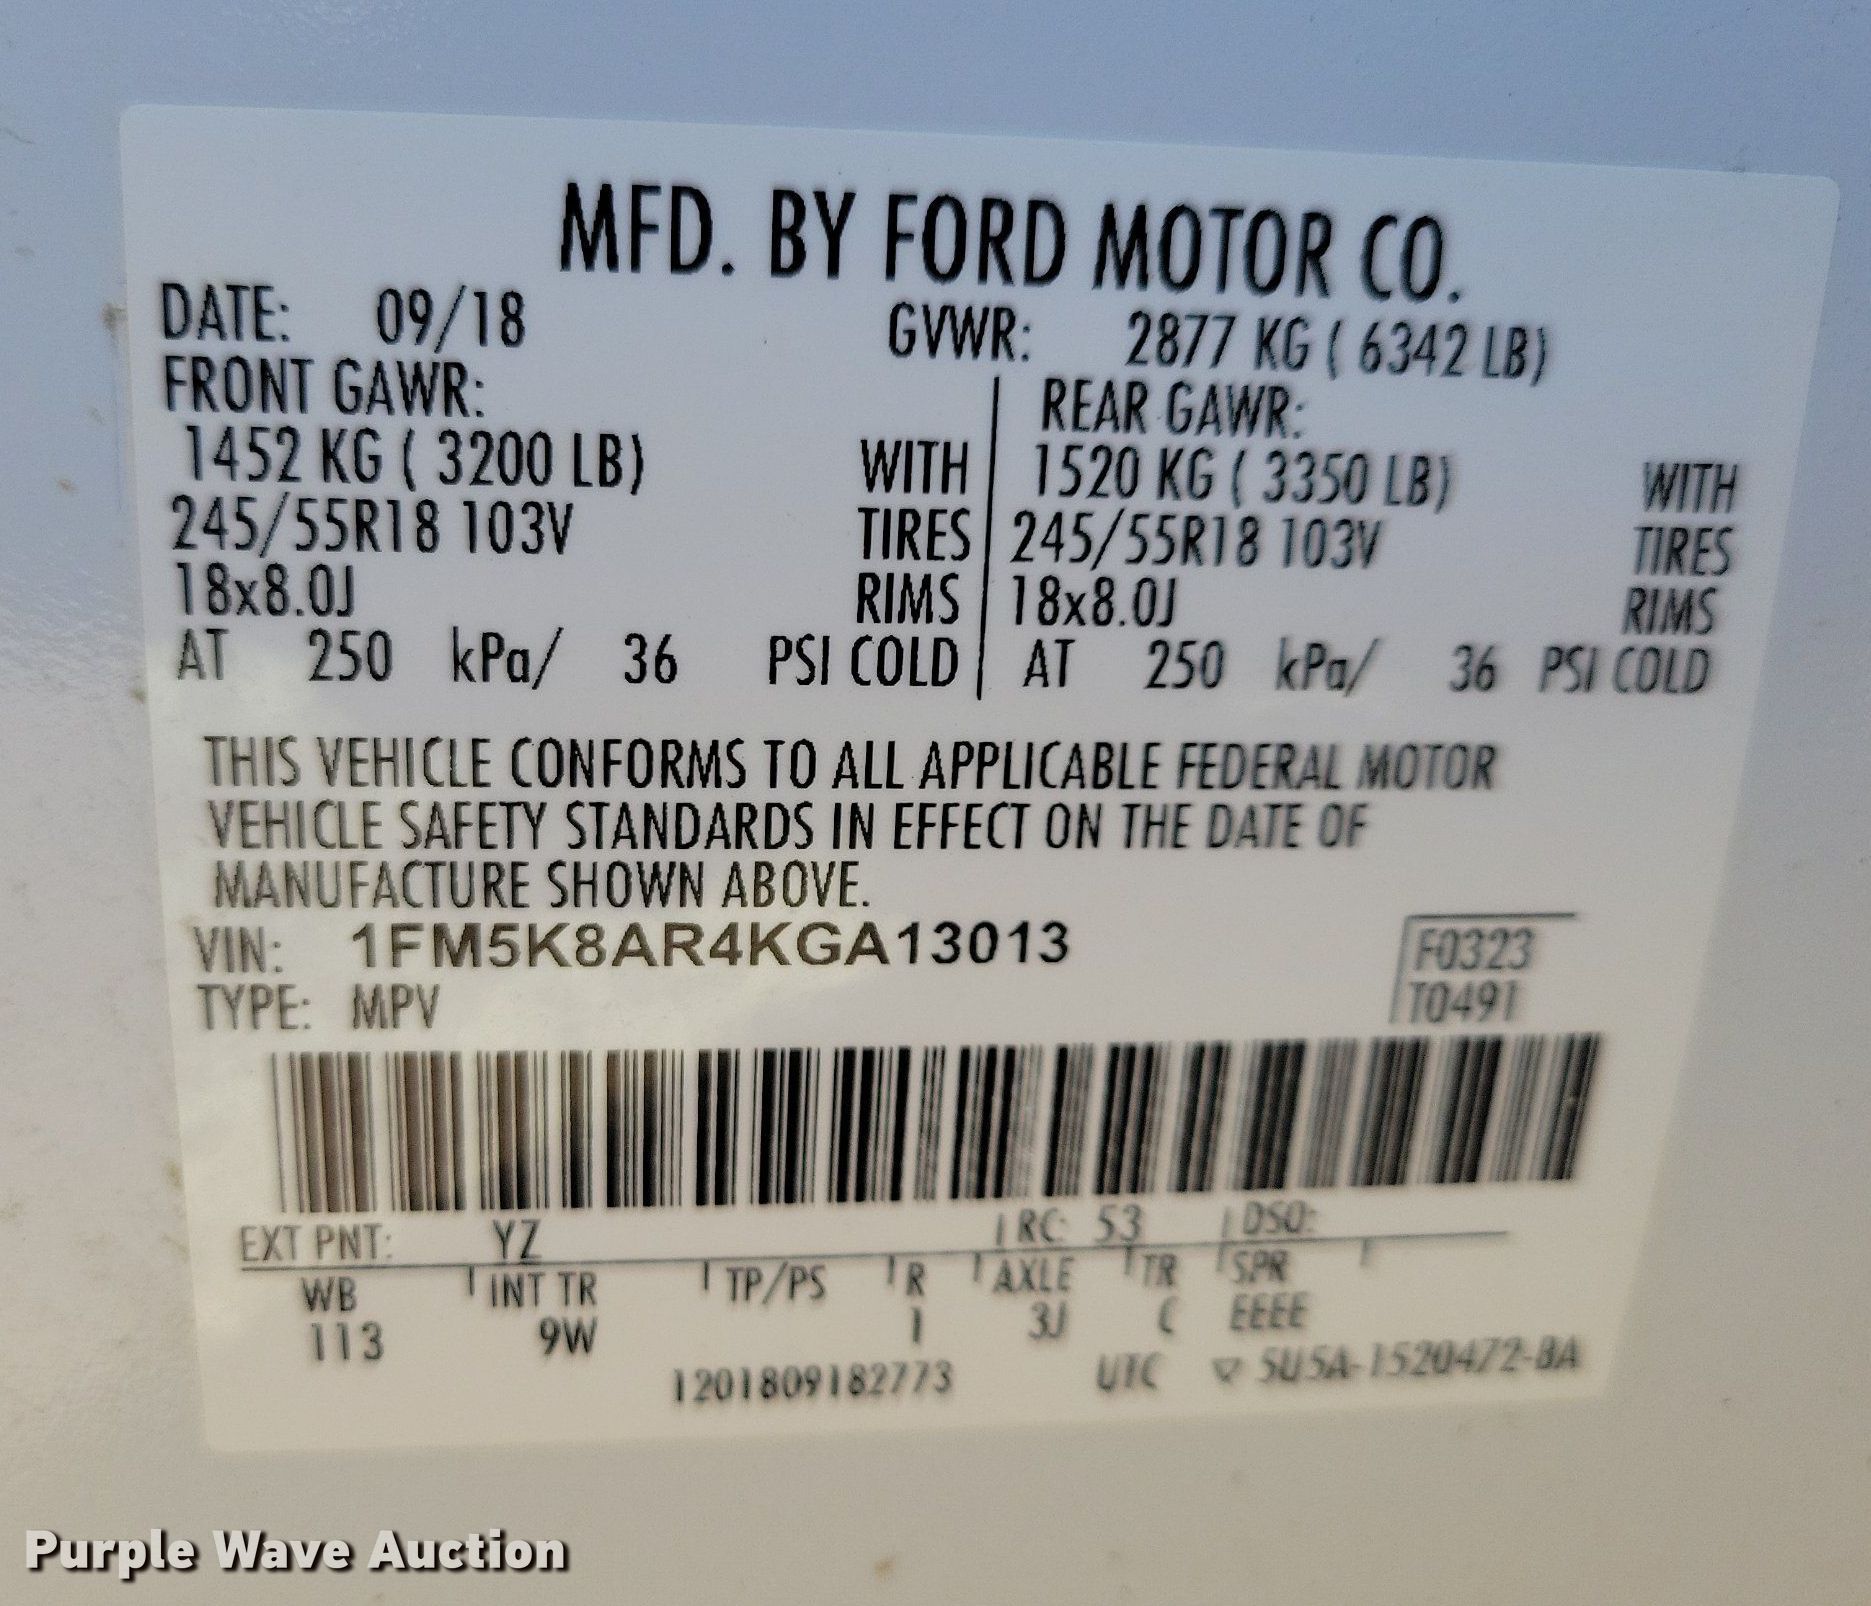 MFD. BY FORD MOTOR CO.
DATE: 09/18 GVWR: 2877 KG ( 6342 LB)
FRONT GAWR: REAR GAWR:
1452 KG ( 3200 LB) WITH 1520 KG ( 3350 LB) WITH
245/55R18 103V TIRES 245/55R18 103V TIRES
18x8.0J RIMS 18x8.0J RIMS
AT 250 kPa/ 36 PSI COLD AT 250 kPa/ 36 PSI COLD
THIS VEHICLE CONFORMS TO ALL APPLICABLE FEDERAL MOTOR
VEHICLE SAFETY STANDARDS IN EFFECT ON THE DATE OF
MANUFACTURE SHOWN ABOVE.
VIN: 1FM5K8AR4KGA13013 F0323
TYPE: MPV T0491
EXT PNT: YZ RC: 53 DSO:
WB INT TR TP/PS R AXLE TR SPR
113 9W 1 3J C EEEE
1201809182773 UTC ▽ 5U5A-1520472-BA
Purple Wave Auction